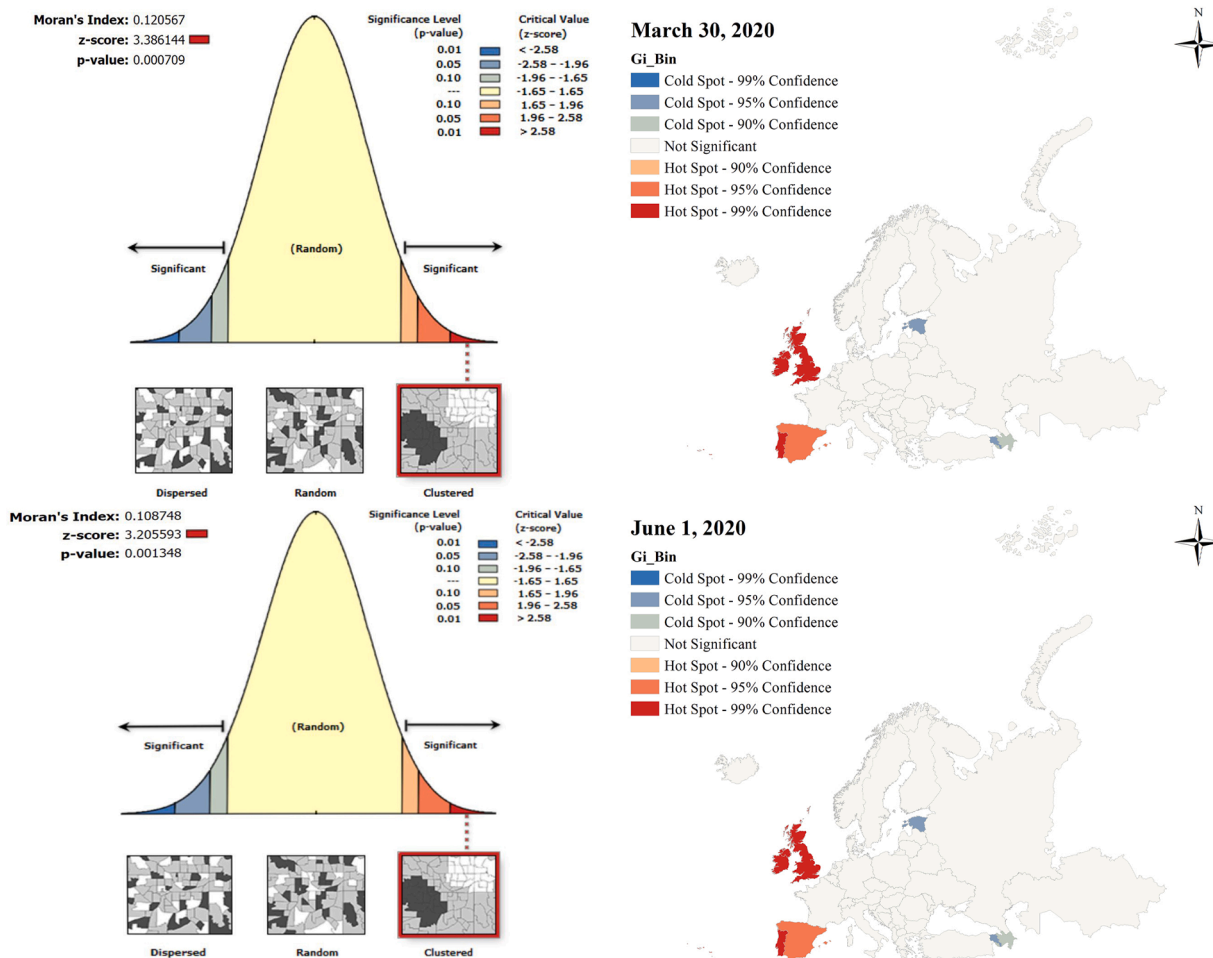 Moran's Index: 0.120567
z-score: 3.386144
p-value: 0.000709
Significance Level
(p-value)
Critical Value
(z-score)
0.01 < -2.58
0.05 -2.58 – -1.96
0.10 -1.96 – -1.65
--- -1.65 – 1.65
0.10 1.65 – 1.96
0.05 1.96 – 2.58
0.01 > 2.58
(Random)
Significant
Significant
Dispersed
Random
Clustered
March 30, 2020
N
Gi_Bin
Cold Spot - 99% Confidence
Cold Spot - 95% Confidence
Cold Spot - 90% Confidence
Not Significant
Hot Spot - 90% Confidence
Hot Spot - 95% Confidence
Hot Spot - 99% Confidence
Moran's Index: 0.108748
z-score: 3.205593
p-value: 0.001348
Significance Level
(p-value)
Critical Value
(z-score)
0.01 < -2.58
0.05 -2.58 – -1.96
0.10 -1.96 – -1.65
--- -1.65 – 1.65
0.10 1.65 – 1.96
0.05 1.96 – 2.58
0.01 > 2.58
(Random)
Significant
Significant
Dispersed
Random
Clustered
June 1, 2020
N
Gi_Bin
Cold Spot - 99% Confidence
Cold Spot - 95% Confidence
Cold Spot - 90% Confidence
Not Significant
Hot Spot - 90% Confidence
Hot Spot - 95% Confidence
Hot Spot - 99% Confidence